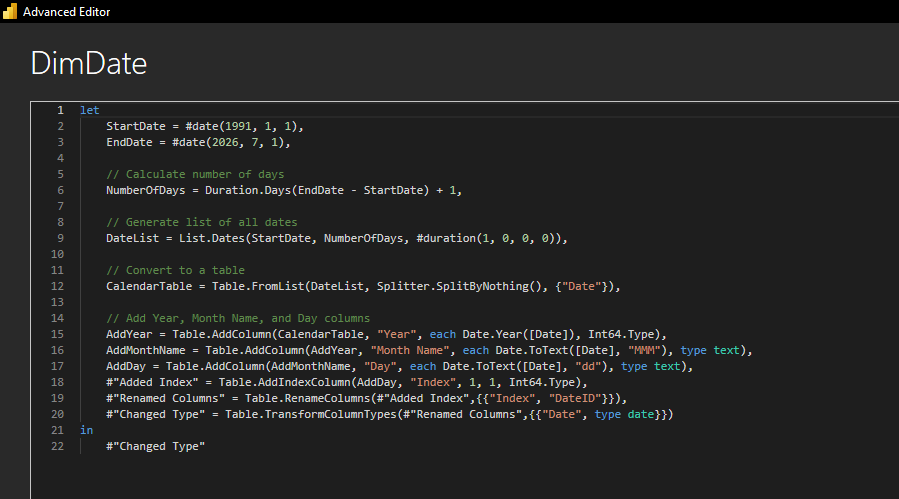 Advanced Editor
DimDate
1 let
2 StartDate = #date(1991, 1, 1),
3 EndDate = #date(2026, 7, 1),
4
5 // Calculate number of days
6 NumberOfDays = Duration.Days(EndDate - StartDate) + 1,
7
8 // Generate list of all dates
9 DateList = List.Dates(StartDate, NumberOfDays, #duration(1, 0, 0, 0)),
10
11 // Convert to a table
12 CalendarTable = Table.FromList(DateList, Splitter.SplitByNothing(), {"Date"}),
13
14 // Add Year, Month Name, and Day columns
15 AddYear = Table.AddColumn(CalendarTable, "Year", each Date.Year([Date]), Int64.Type),
16 AddMonthName = Table.AddColumn(AddYear, "Month Name", each Date.ToText([Date], "MMM"), type text),
17 AddDay = Table.AddColumn(AddMonthName, "Day", each Date.ToText([Date], "dd"), type text),
18 #"Added Index" = Table.AddIndexColumn(AddDay, "Index", 1, 1, Int64.Type),
19 #"Renamed Columns" = Table.RenameColumns(#"Added Index",{{"Index", "DateID"}}),
20 #"Changed Type" = Table.TransformColumnTypes(#"Renamed Columns",{{"Date", type date}})
21 in
22 #"Changed Type"